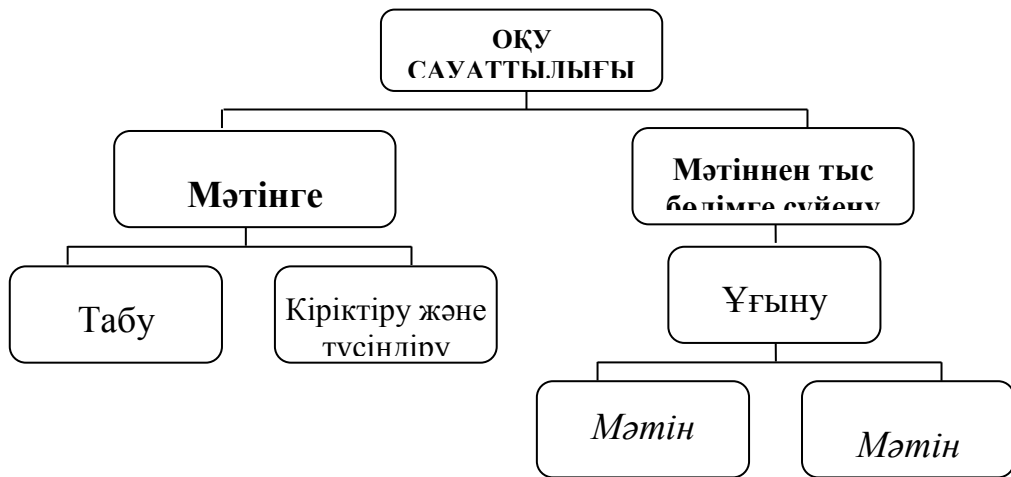 ОҚУ
САУАТТЫЛЫҒЫ
Мәтінге
Мәтіннен тыс
бөлімге сүйену
Табу
Кіріктіру және
түсіндіру
Ұғыну
Мәтін
Мәтін